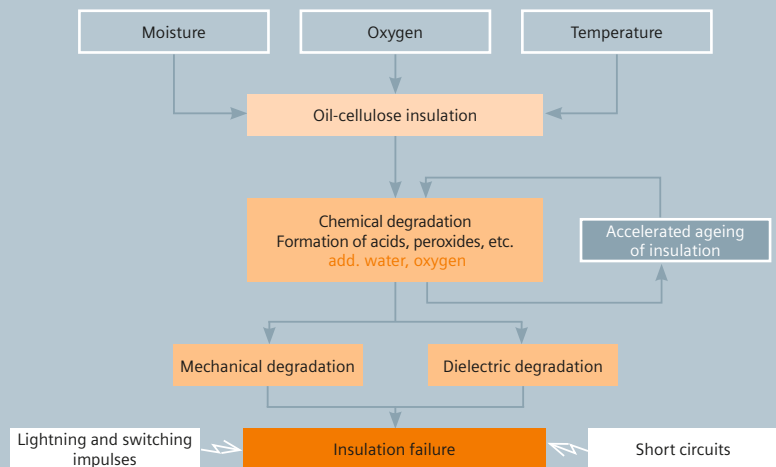 Moisture
Oxygen
Temperature
Oil-cellulose insulation
Chemical degradation
Formation of acids, peroxides, etc.
add. water, oxygen
Accelerated ageing
of insulation
Mechanical degradation
Dielectric degradation
Lightning and switching
impulses
Insulation failure
Short circuits